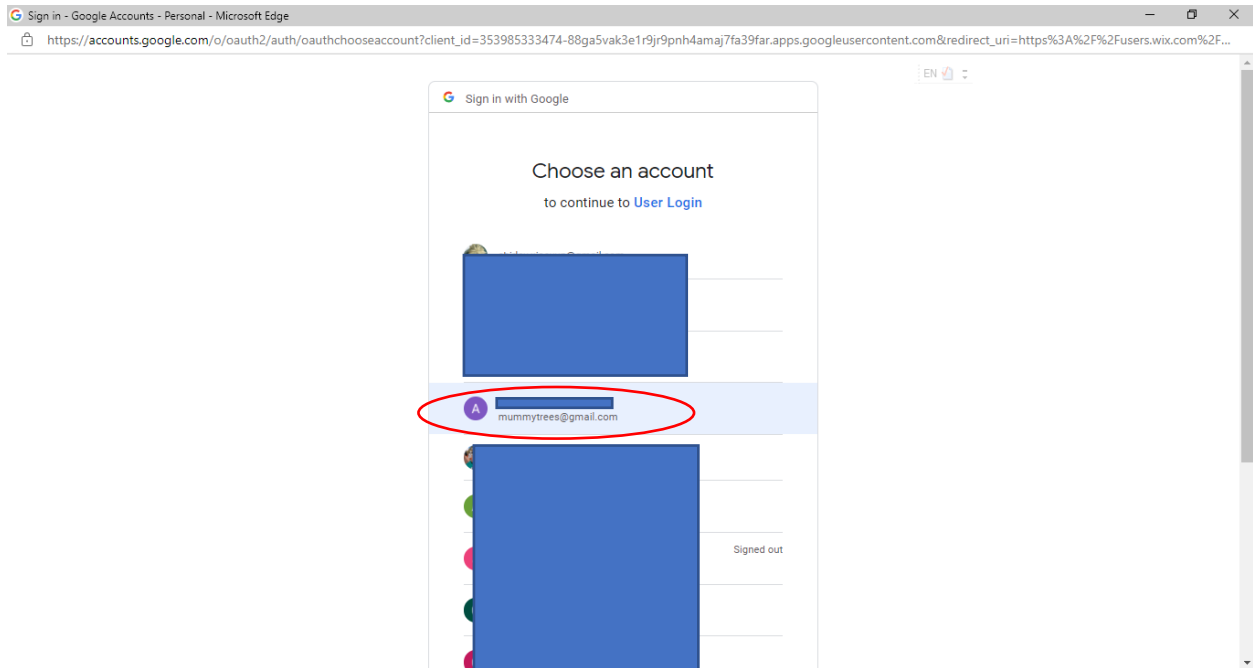 Sign in - Google Accounts - Personal - Microsoft Edge
https://accounts.google.com/o/oauth2/auth/oauthchooseaccount?client_id=353985333474-88ga5vak3e1r9jr9pnh4amaj7fa39far.apps.googleusercontent.com&redirect_uri=https%3A%2F%2Fusers.wix.com%2F...
EN
Sign in with Google
Choose an account
to continue to User Login
A
mummytrees@gmail.com
Signed out